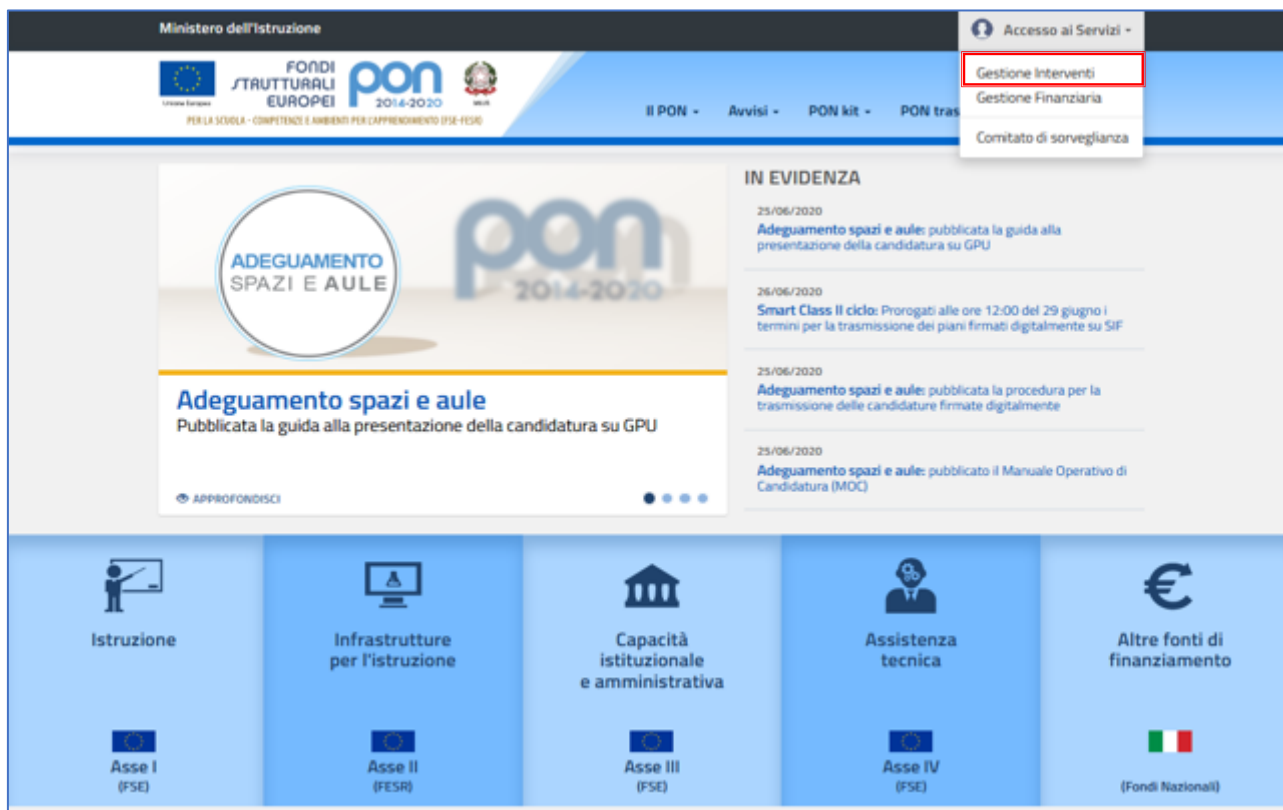 Ministero dell'Istruzione
Accesso ai Servizi
Gestione Interventi
Gestione Finanziaria
Comitato di sorveglianza
Unione Europea
FONDI
STRUTTURALI
EUROPEI
pon
2014-2020
MIUR
PER LA SCUOLA - COMPETENZE E AMBIENTI PER L'APPRENDIMENTO (FSE-FESR)
Il PON
Avvisi
PON kit
PON tras
ADEGUAMENTO
SPAZI E AULE
pon
2014-2020
Adeguamento spazi e aule
Pubblicata la guida alla presentazione della candidatura su GPU
APPROFONDISCI
IN EVIDENZA
25/06/2020
Adeguamento spazi e aule: pubblicata la guida alla
presentazione della candidatura su GPU
26/06/2020
Smart Class II ciclo: Prorogati alle ore 12:00 del 29 giugno i
termini per la trasmissione dei piani firmati digitalmente su SIF
25/06/2020
Adeguamento spazi e aule: pubblicata la procedura per la
trasmissione delle candidature firmate digitalmente
25/06/2020
Adeguamento spazi e aule: pubblicato il Manuale Operativo di
Candidatura (MOC)
Istruzione
Asse I
(FSE)
Infrastrutture
per l'istruzione
Asse II
(FESR)
Capacità
istituzionale
e amministrativa
Asse III
(FSE)
Assistenza
tecnica
Asse IV
(FSE)
Altre fonti di
finanziamento
(Fondi Nazionali)